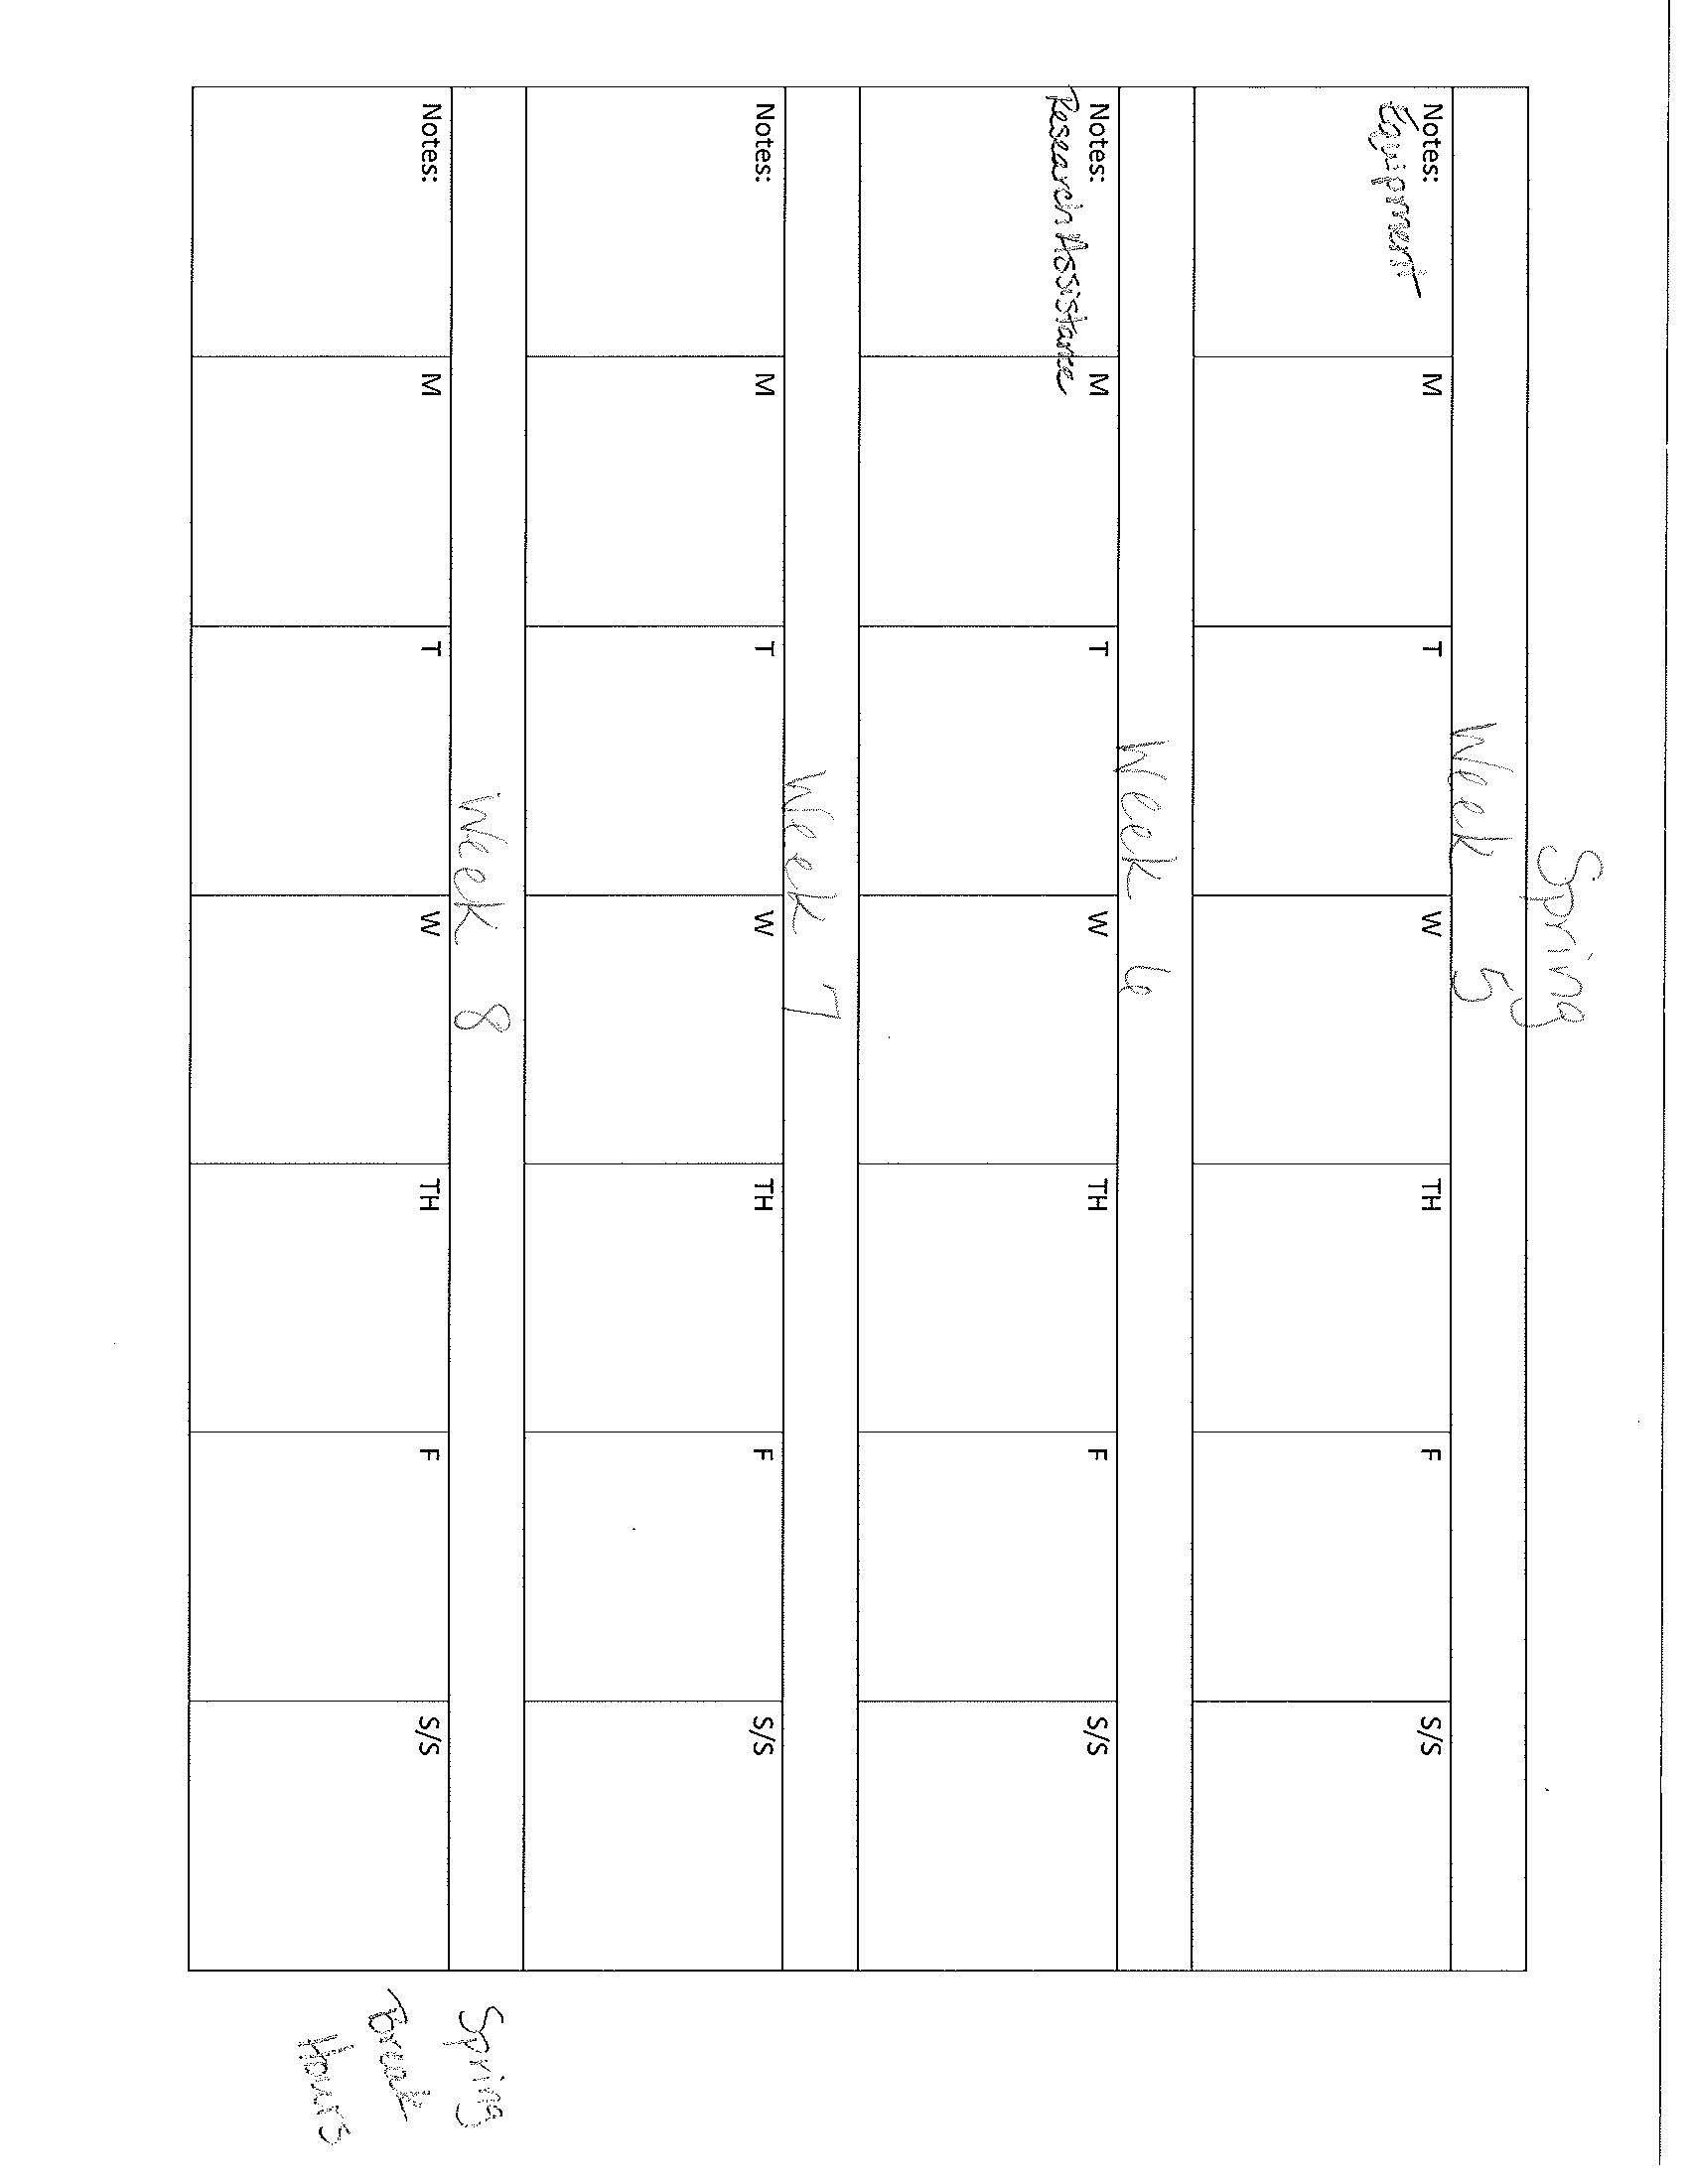 Spring
Week 5
Notes: M T W TH F S/S
Equipment
Week 6
Notes: M T W TH F S/S
Research Assistance
Week 7
Notes: M T W TH F S/S
Week 8
Notes: M T W TH F S/S
Spring
Break
Hours